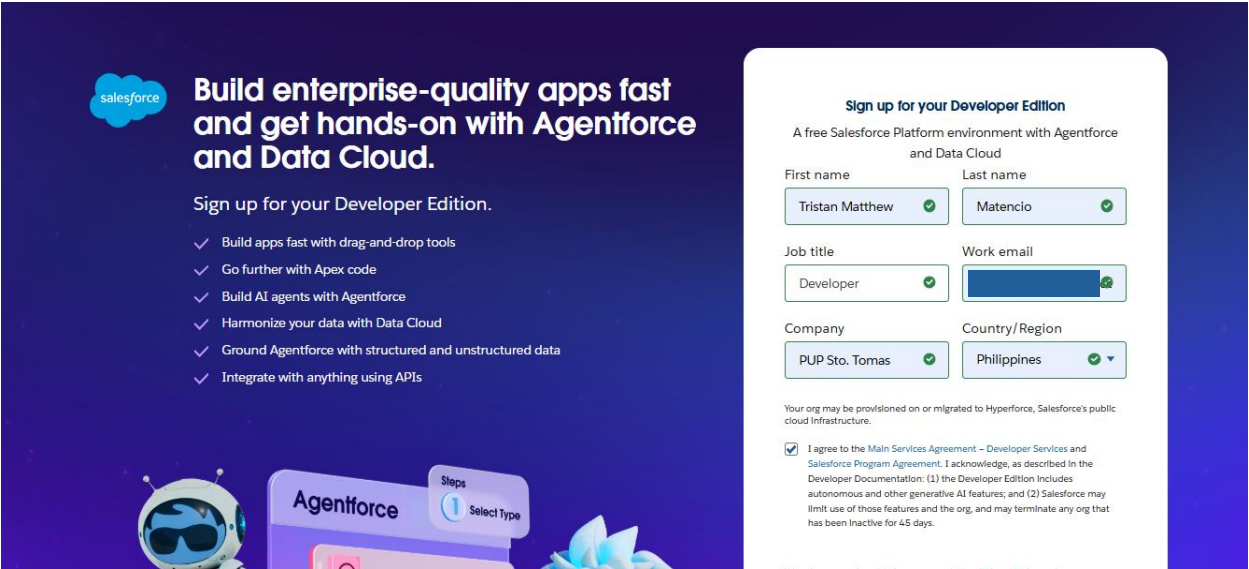 salesforce
Build enterprise-quality apps fast
and get hands-on with Agentforce
and Data Cloud.
Sign up for your Developer Edition.
Build apps fast with drag-and-drop tools
Go further with Apex code
Build AI agents with Agentforce
Harmonize your data with Data Cloud
Ground Agentforce with structured and unstructured data
Integrate with anything using APIs
Agentforce
Steps
1
Select Type
Sign up for your Developer Edition
A free Salesforce Platform environment with Agentforce
and Data Cloud
First name
Last name
Tristan Matthew
Matencio
Job title
Work email
Developer
Company
Country/Region
PUP Sto. Tomas
Philippines
Your org may be provisioned on or migrated to Hyperforce, Salesforce's public
cloud infrastructure.
I agree to the Main Services Agreement – Developer Services and
Salesforce Program Agreement. I acknowledge, as described in the
Developer Documentation: (1) the Developer Edition includes
autonomous and other generative AI features; and (2) Salesforce may
limit use of those features and the org, and may terminate any org that
has been inactive for 45 days.